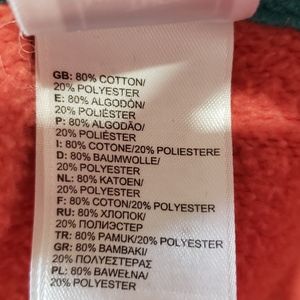 GB: 80% COTTON/
20% POLYESTER
E: 80% ALGODÓN/
20% POLIÉSTER
P: 80% ALGODÃO/
20% POLIÉSTER
I: 80% COTONE/20% POLIESTERE
D: 80% BAUMWOLLE/
20% POLYESTER
NL: 80% KATOEN/
20% POLYESTER
F: 80% COTON/20% POLYESTER
RU: 80% ХЛОПОК/
20% ПОЛИЭСТЕР
TR: 80% PAMUK/20% POLYESTER
GR: 80% ΒΑΜΒΑΚΙ/
20% ΠΟΛΥΕΣΤΕΡΑΣ
PL: 80% BAWEŁNA/
20% POLYESTER